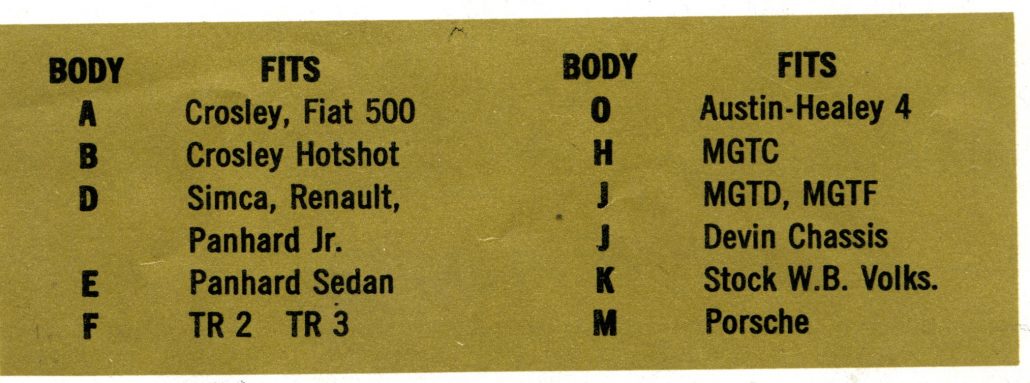 BODY FITS
A Crosley, Fiat 500
B Crosley Hotshot
D Simca, Renault,
Panhard Jr.
E Panhard Sedan
F TR 2 TR 3
BODY FITS
O Austin-Healey 4
H MGTC
J MGTD, MGTF
J Devin Chassis
K Stock W.B. Volks.
M Porsche